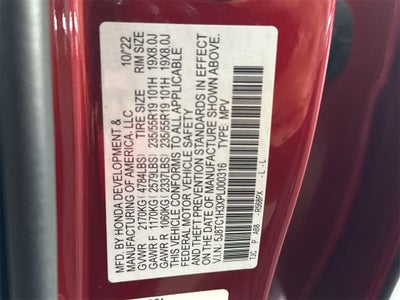 MFD. BY HONDA DEVELOPMENT & 10/22
MANUFACTURING OF AMERICA, LLC
TIRE SIZE RIM SIZE
GVWR 2170KG ( 4784LBS)
GAWR F 1170KG ( 2579LBS) 235/55R19 101H 19X8.0J
GAWR R 1060KG ( 2337LBS) 235/55R19 101H 19X8.0J
THIS VEHICLE CONFORMS TO ALL APPLICABLE
FEDERAL MOTOR VEHICLE SAFETY
AND THEFT PREVENTION STANDARDS IN EFFECT
ON THE DATE OF MANUFACTURE SHOWN ABOVE.
V.I.N: 5J8TC1H3XPL000316 TYPE: MPV
TJC P A68 R568PX L - L